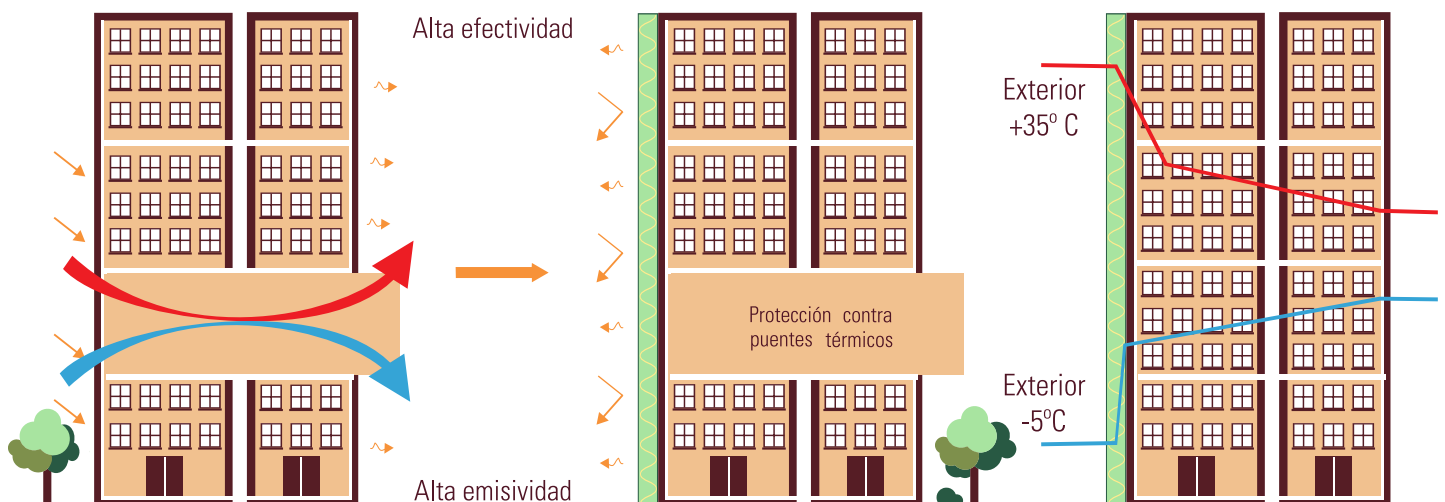 Alta efectividad
Exterior
+35º C
Protección contra
puentes térmicos
Exterior
-5ºC
Alta emisividad